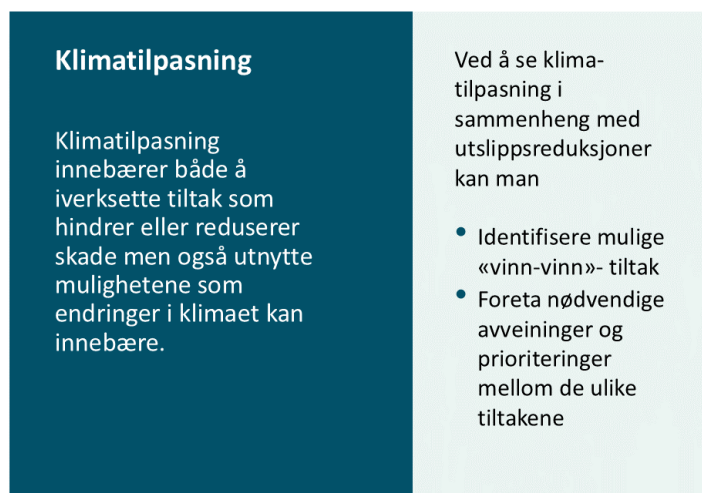 Klimatilpasning
Klimatilpasning
innebærer både å
iverksette tiltak som
hindrer eller reduserer
skade men også utnytte
mulighetene som
endringer i klimaet kan
innebære.
Ved å se klima-
tilpasning i
sammenheng med
utslippsreduksjoner
kan man
• Identifisere mulige
«vinn-vinn»- tiltak
• Foreta nødvendige
avveininger og
prioriteringer
mellom de ulike
tiltakene